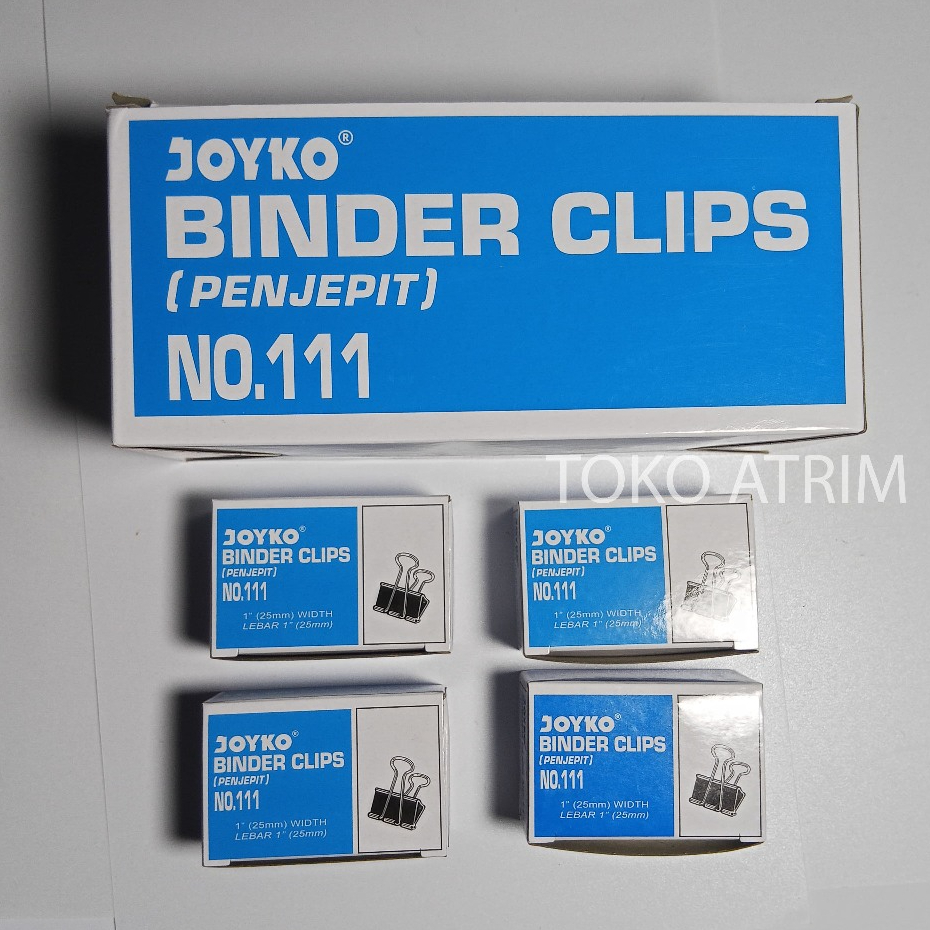 JOYKO®
BINDER CLIPS
(PENJEPIT)
NO.111
TOKO ATRIM
JOYKO®
BINDER CLIPS
(PENJEPIT)
NO.111
1" (25mm) WIDTH
LEBAR 1" (25mm)
JOYKO®
BINDER CLIPS
(PENJEPIT)
NO.111
1" (25mm) WIDTH
LEBAR 1" (25mm)
JOYKO®
BINDER CLIPS
(PENJEPIT)
NO.111
1" (25mm) WIDTH
LEBAR 1" (25mm)
JOYKO®
BINDER CLIPS
(PENJEPIT)
NO.111
1" (25mm) WIDTH
LEBAR 1" (25mm)